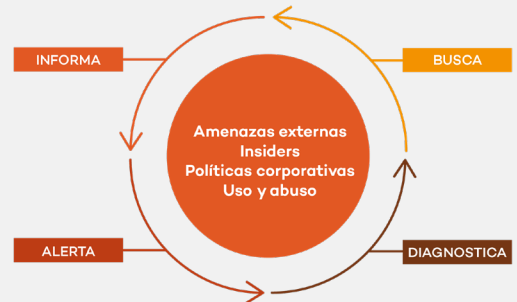 INFORMA
BUSCA
Amenazas externas
Insiders
Políticas corporativas
Uso y abuso
ALERTA
DIAGNOSTICA